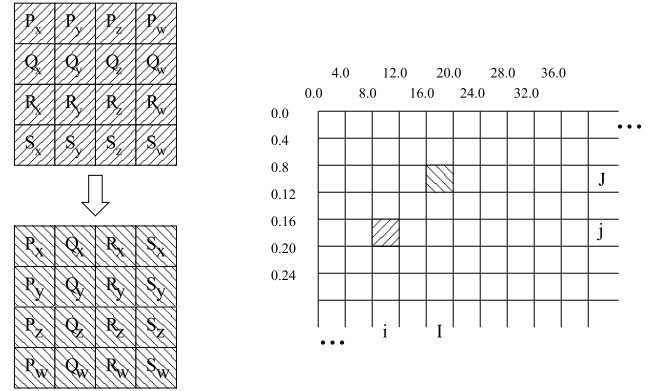 Px Py Pz Pw
Qx Qy Qz Qw
Rx Ry Rz Rw
Sx Sy Sz Sw
Px Qx Rx Sx
Py Qy Ry Sy
Pz Qz Rz Sz
Pw Qw Rw Sw
4.0 12.0 20.0 28.0 36.0
0.0 8.0 16.0 24.0 32.0
0.0
0.4
0.8
0.12
0.16
0.20
0.24
...
J
j
... i I